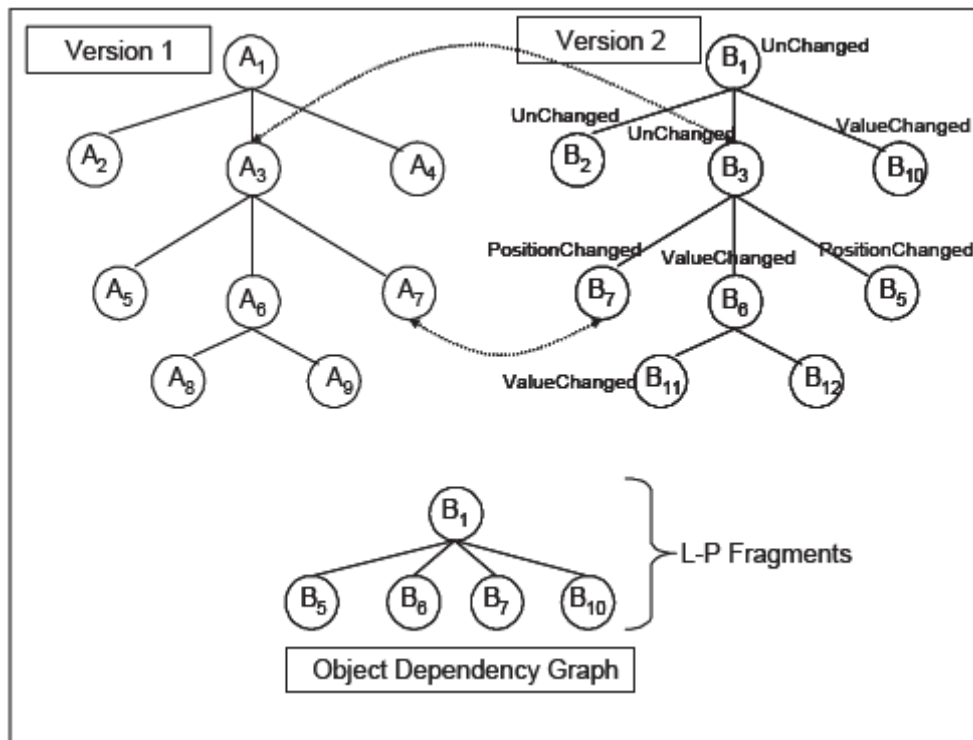 Version 1
Version 2
A1
B1
UnChanged
UnChanged
UnChanged
ValueChanged
A2
A3
A4
B2
B3
B10
PositionChanged
ValueChanged
PositionChanged
A5
A6
A7
B7
B6
B5
A8
A9
ValueChanged
B11
B12
B1
L-P Fragments
B5
B6
B7
B10
Object Dependency Graph